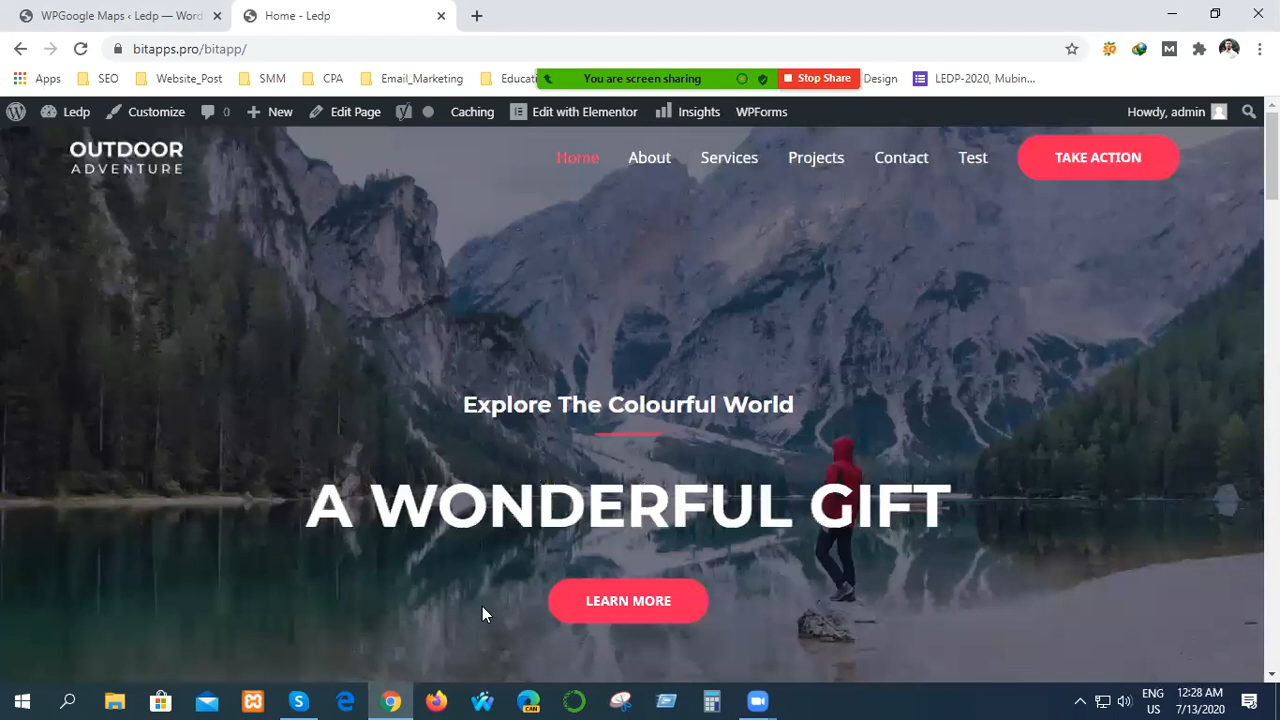 WPGoogle Maps ‹ Ledp — Word
Home - Ledp
bitapps.pro/bitapp/
Apps
SEO
Website_Post
SMM
CPA
Email_Marketing
Educati
You are screen sharing
Stop Share
Design
LEDP-2020, Mubin...
Ledp
Customize
0
New
Edit Page
Caching
Edit with Elementor
Insights
WPForms
Howdy, admin
OUTDOOR
ADVENTURE
Home
About
Services
Projects
Contact
Test
TAKE ACTION
Explore The Colourful World
A WONDERFUL GIFT
LEARN MORE
CAN
ENG
US
12:28 AM
7/13/2020